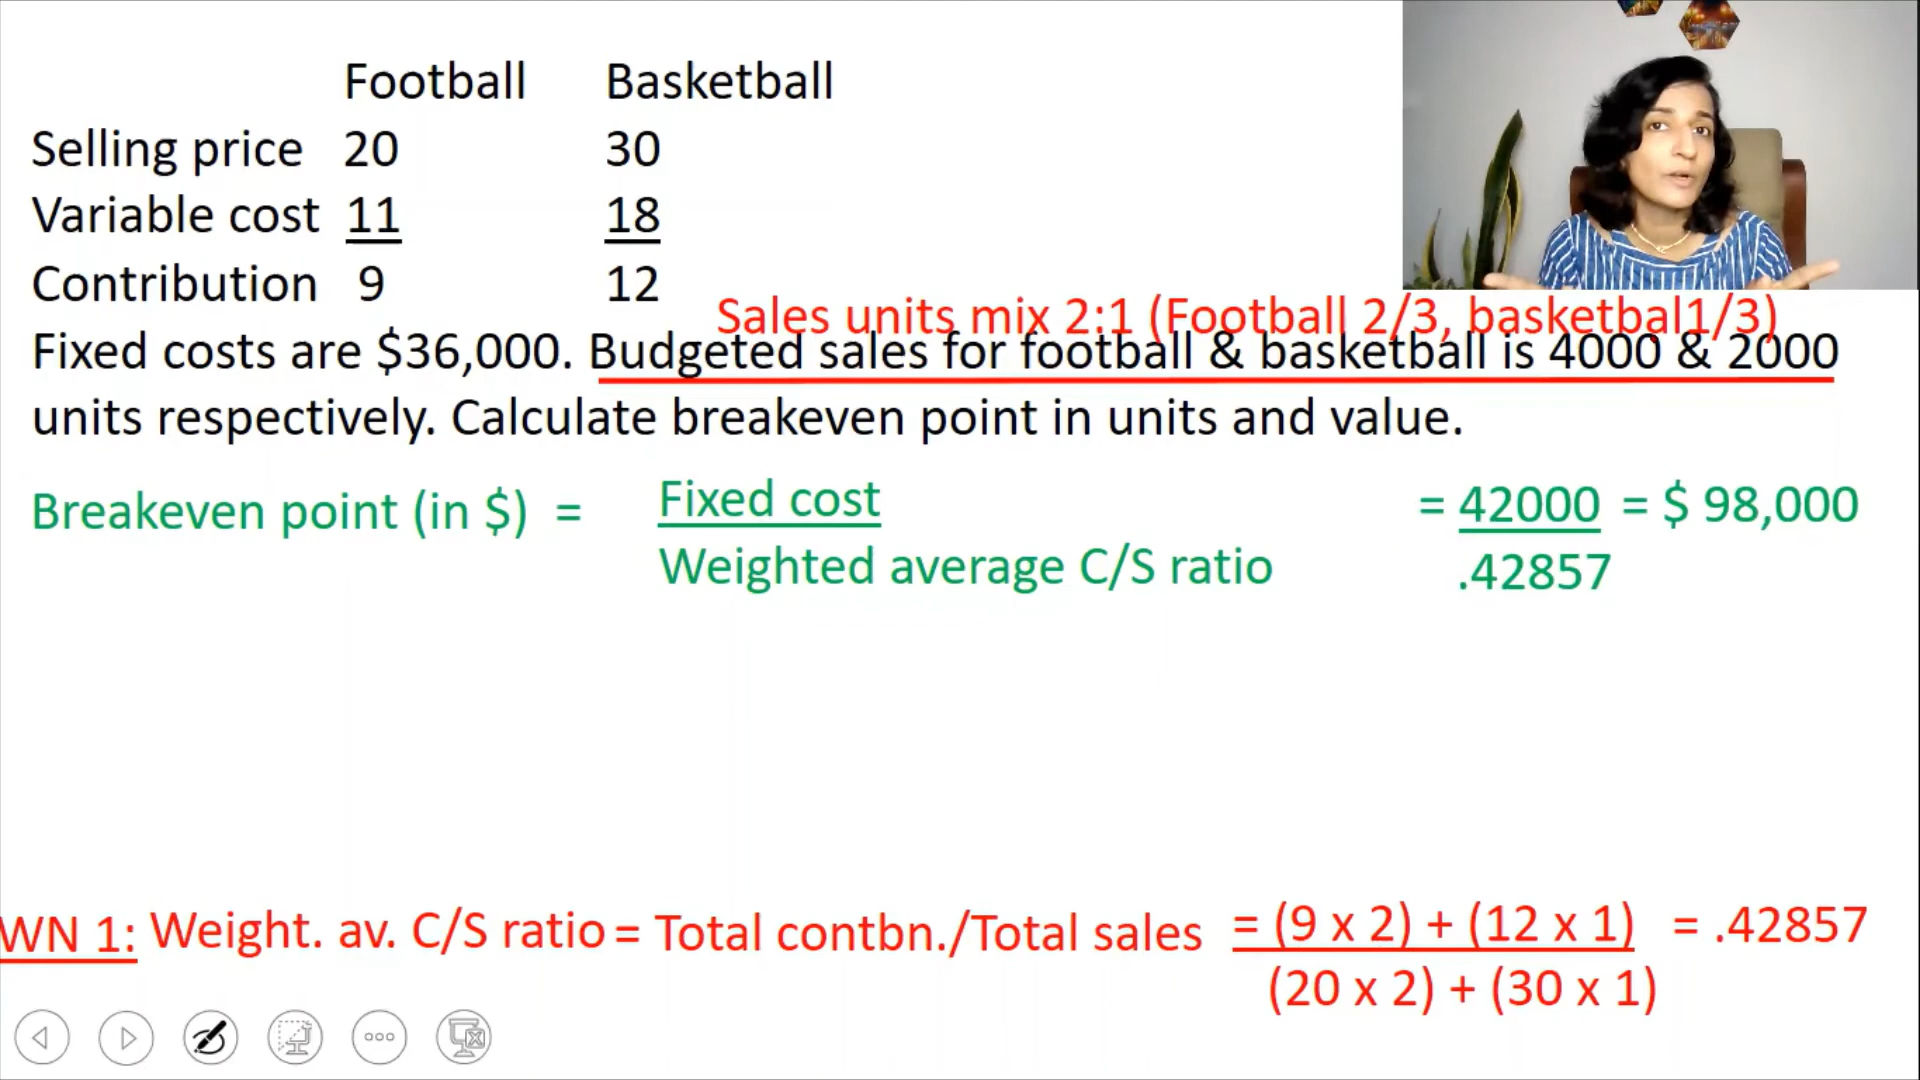 Football Basketball
Selling price 20 30
Variable cost 11 18
Contribution 9 12
Sales units mix 2:1 (Football 2/3, basketbal1/3)
Fixed costs are $36,000. Budgeted sales for football & basketball is 4000 & 2000
units respectively. Calculate breakeven point in units and value.
Breakeven point (in $) = Fixed cost = 42000 = $ 98,000
Weighted average C/S ratio .42857
WN 1: Weight. av. C/S ratio = Total contbn./Total sales = (9 x 2) + (12 x 1) = .42857
(20 x 2) + (30 x 1)